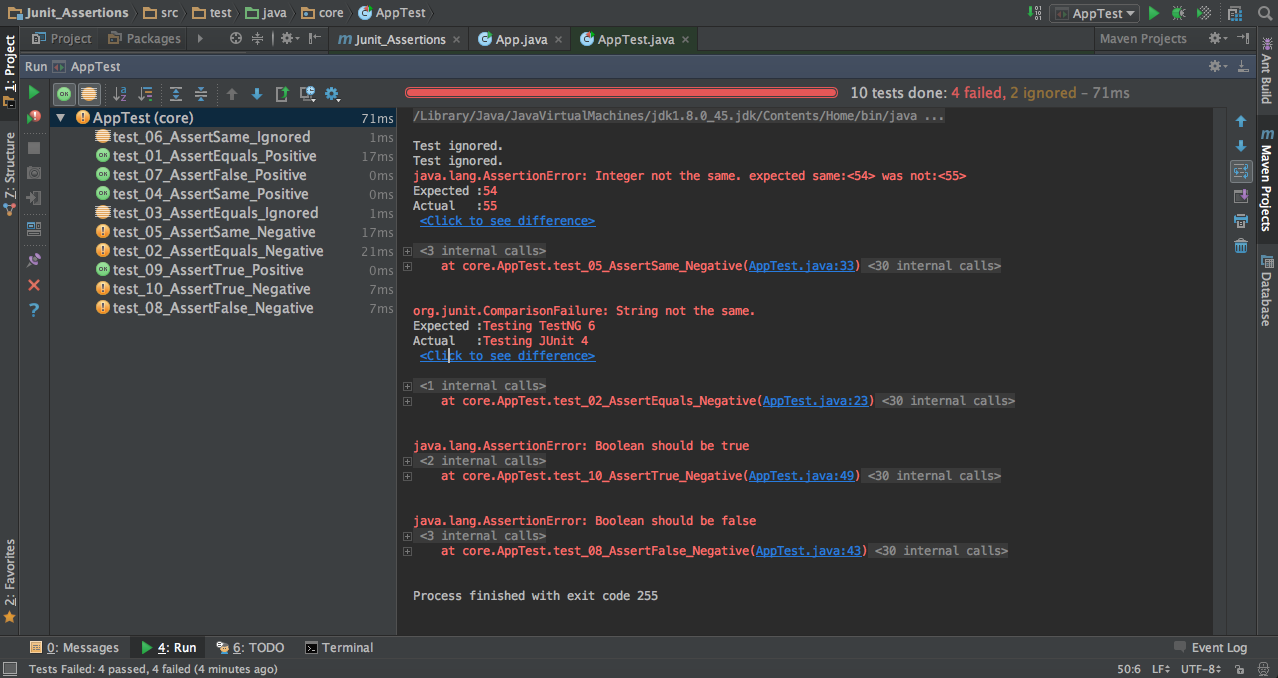 Junit_Assertions src test java core AppTest
AppTest
Project Packages
Junit_Assertions App.java AppTest.java
Maven Projects
Run AppTest
10 tests done: 4 failed, 2 ignored – 71ms
1: Project
Z: Structure
2: Favorites
AppTest (core) 71ms
test_06_AssertSame_Ignored 1ms
test_01_AssertEquals_Positive 17ms
test_07_AssertFalse_Positive 0ms
test_04_AssertSame_Positive 0ms
test_03_AssertEquals_Ignored 1ms
test_05_AssertSame_Negative 17ms
test_02_AssertEquals_Negative 21ms
test_09_AssertTrue_Positive 0ms
test_10_AssertTrue_Negative 7ms
test_08_AssertFalse_Negative 7ms
/Library/Java/JavaVirtualMachines/jdk1.8.0_45.jdk/Contents/Home/bin/java ...
Test ignored.
Test ignored.
java.lang.AssertionError: Integer not the same. expected same:<54> was not:<55>
Expected :54
Actual   :55
<Click to see difference>
<3 internal calls>
at core.AppTest.test_05_AssertSame_Negative(AppTest.java:33) <30 internal calls>
org.junit.ComparisonFailure: String not the same.
Expected :Testing TestNG 6
Actual   :Testing JUnit 4
<Click to see difference>
<1 internal calls>
at core.AppTest.test_02_AssertEquals_Negative(AppTest.java:23) <30 internal calls>
java.lang.AssertionError: Boolean should be true
<2 internal calls>
at core.AppTest.test_10_AssertTrue_Negative(AppTest.java:49) <30 internal calls>
java.lang.AssertionError: Boolean should be false
<3 internal calls>
at core.AppTest.test_08_AssertFalse_Negative(AppTest.java:43) <30 internal calls>
Process finished with exit code 255
Ant Build
Maven Projects
Database
0: Messages 4: Run 6: TODO Terminal
Event Log
Tests Failed: 4 passed, 4 failed (4 minutes ago)
50:6 LF UTF-8